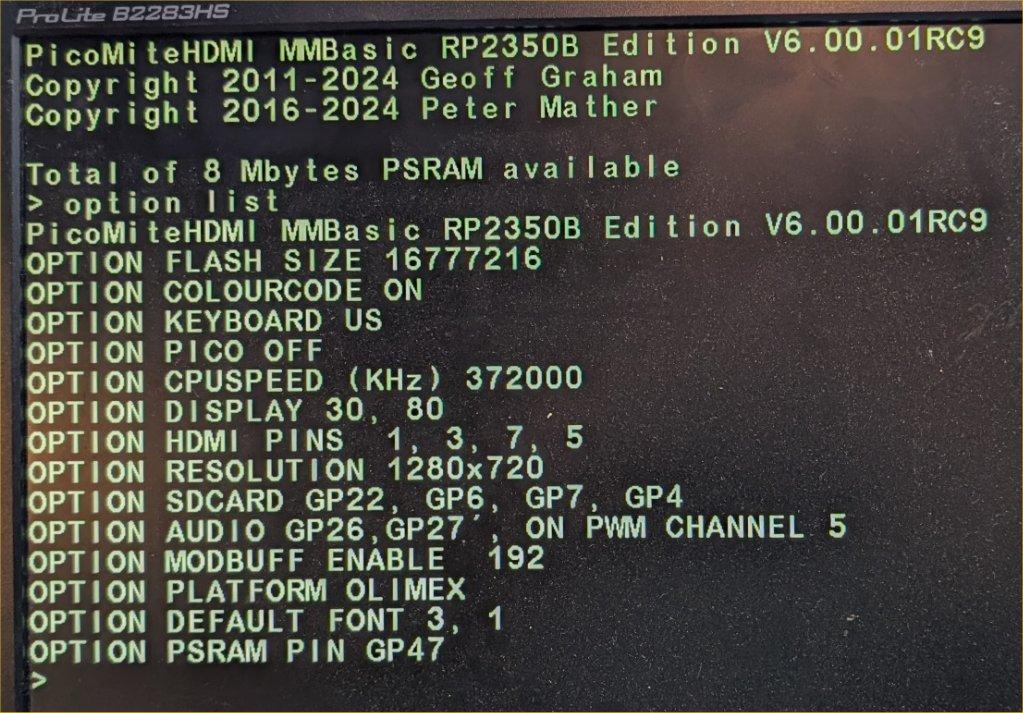 ProLite B2283HS
PicoMiteHDMI MMBasic RP2350B Edition V6.00.01RC9
Copyright 2011-2024 Geoff Graham
Copyright 2016-2024 Peter Mather
Total of 8 Mbytes PSRAM available
> option list
PicoMiteHDMI MMBasic RP2350B Edition V6.00.01RC9
OPTION FLASH SIZE 16777216
OPTION COLOURCODE ON
OPTION KEYBOARD US
OPTION PICO OFF
OPTION CPUSPEED (KHz) 372000
OPTION DISPLAY 30, 80
OPTION HDMI PINS  1, 3, 7, 5
OPTION RESOLUTION 1280x720
OPTION SDCARD GP22, GP6, GP7, GP4
OPTION AUDIO GP26,GP27', ON PWM CHANNEL 5
OPTION MODBUFF ENABLE  192
OPTION PLATFORM OLIMEX
OPTION DEFAULT FONT 3, 1
OPTION PSRAM PIN GP47
>